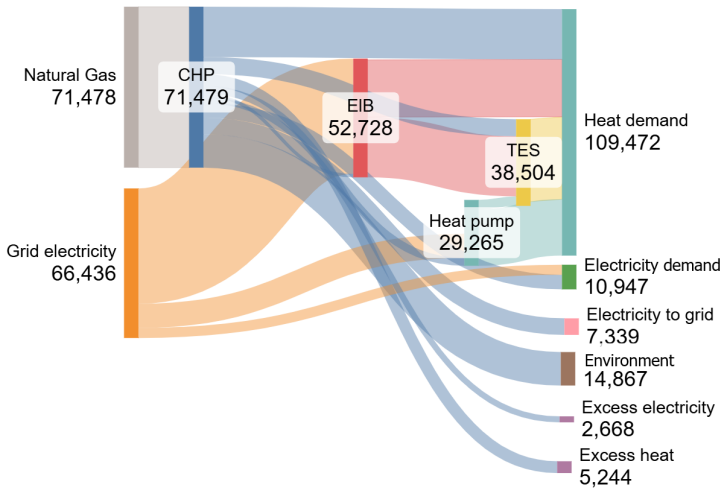 Natural Gas
71,478
CHP
71,479
EIB
52,728
TES
38,504
Heat demand
109,472
Grid electricity
66,436
Heat pump
29,265
Electricity demand
10,947
Electricity to grid
7,339
Environment
14,867
Excess electricity
2,668
Excess heat
5,244